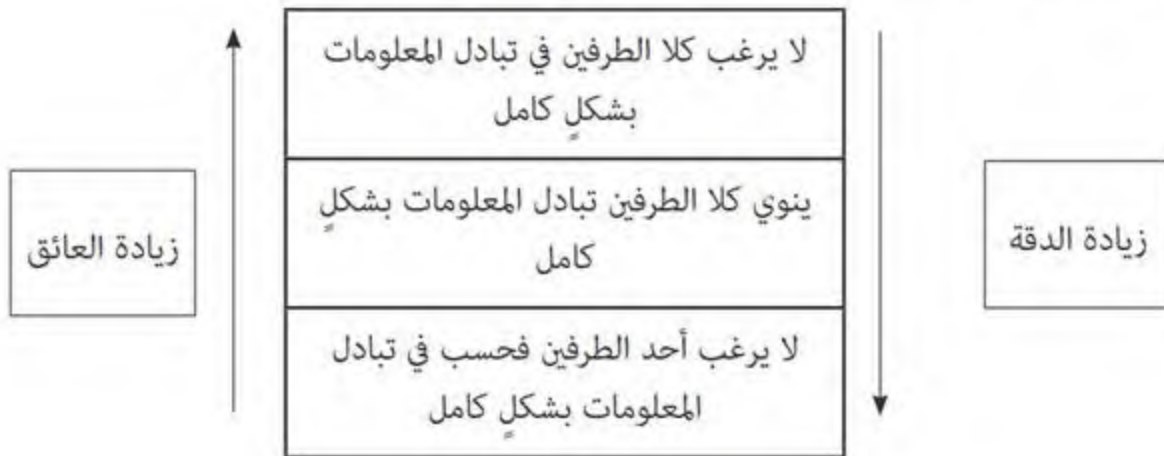 لا يرغب كلا الطرفين في تبادل المعلومات
بشكلٍ كامل
زيادة الدقة
ينوي كلا الطرفين تبادل المعلومات بشكلٍ
كامل
زيادة العائق
لا يرغب أحد الطرفين فحسب في تبادل
المعلومات بشكلٍ كامل